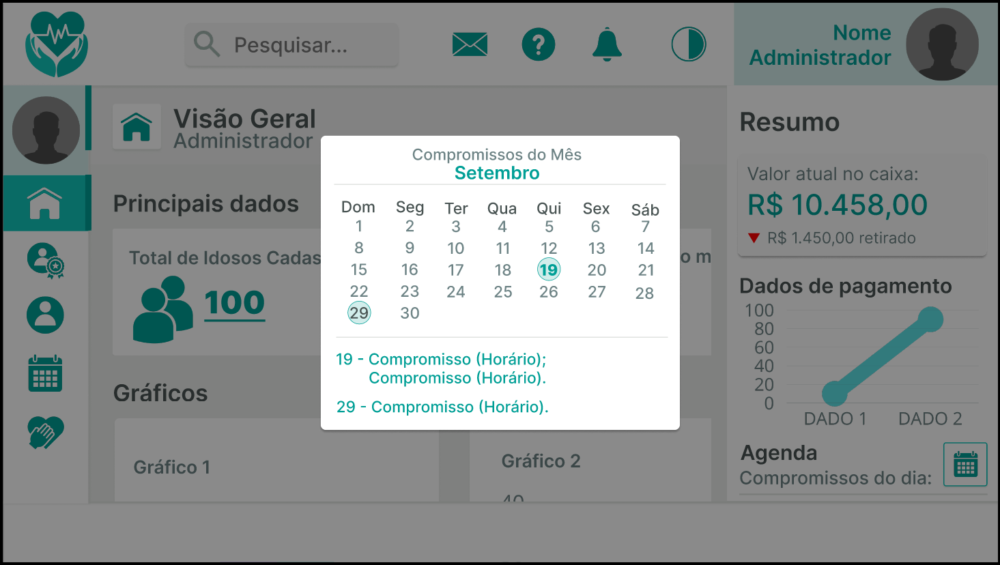 Pesquisar...
?
Nome
Administrador
Visão Geral
Administrador
Principais dados
Total de Idosos
100
o m
Gráficos
Gráfico 1
Gráfico 2
40
Compromissos do Mês
Setembro
Dom Seg Ter Qua Qui Sex Sáb
1 2 3 4 5 6 7
8 9 10 11 12 13 14
15 16 17 18 19 20 21
22 23 24 25 26 27 28
29 30
19 - Compromisso (Horário);
Compromisso (Horário).
29 - Compromisso (Horário).
Resumo
Valor atual no caixa:
R$ 10.458,00
R$ 1.450,00 retirado
Dados de pagamento
100
80
60
40
20
0
DADO 1 DADO 2
Agenda
Compromissos do dia: